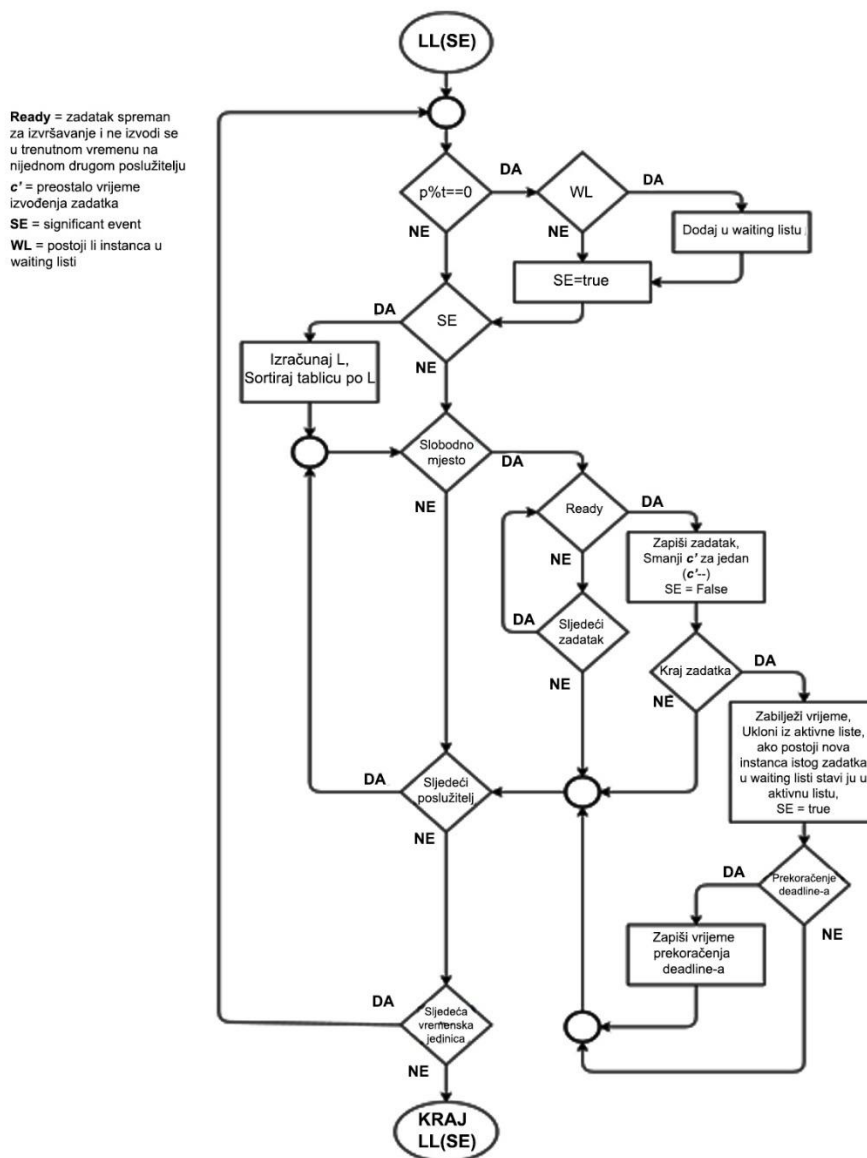 LL(SE)
Ready = zadatak spreman
za izvršavanje i ne izvodi se
u trenutnom vremenu na
nijednom drugom poslužitelju
c' = preostalo vrijeme
izvođenja zadatka
SE = significant event
WL = postoji li instanca u
waiting listi
p%t==0
DA
NE
WL
DA
NE
Dodaj u waiting listu
SE=true
SE
DA
NE
Izračunaj L,
Sortiraj tablicu po L
Slobodno
mjesto
DA
NE
Ready
DA
NE
Zapiši zadatak,
Smanji c' za jedan
(c'--)
SE = False
Sljedeći
zadatak
DA
NE
Kraj zadatka
DA
NE
Zabilježi vrijeme,
Ukloni iz aktivne liste,
ako postoji nova
instanca istog zadatka
u waiting listi stavi ju u
aktivnu listu,
SE = true
Sljedeći
poslužitelj
DA
NE
Prekoračenje
deadline-a
DA
NE
Zapiši vrijeme
prekoračenja
deadline-a
Sljedeća
vremenska
jedinica
DA
NE
KRAJ
LL(SE)